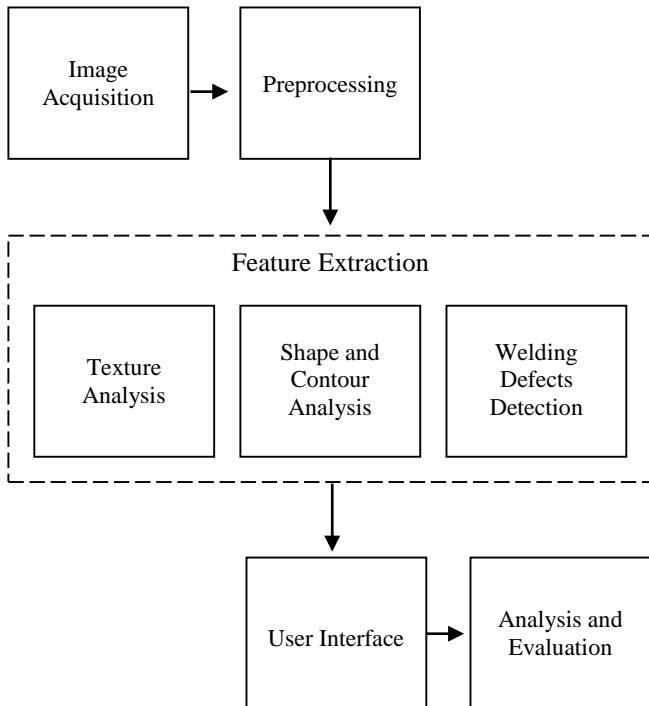 Image
Acquisition
Preprocessing
Feature Extraction
Texture
Analysis
Shape and
Contour
Analysis
Welding
Defects
Detection
User Interface
Analysis and
Evaluation